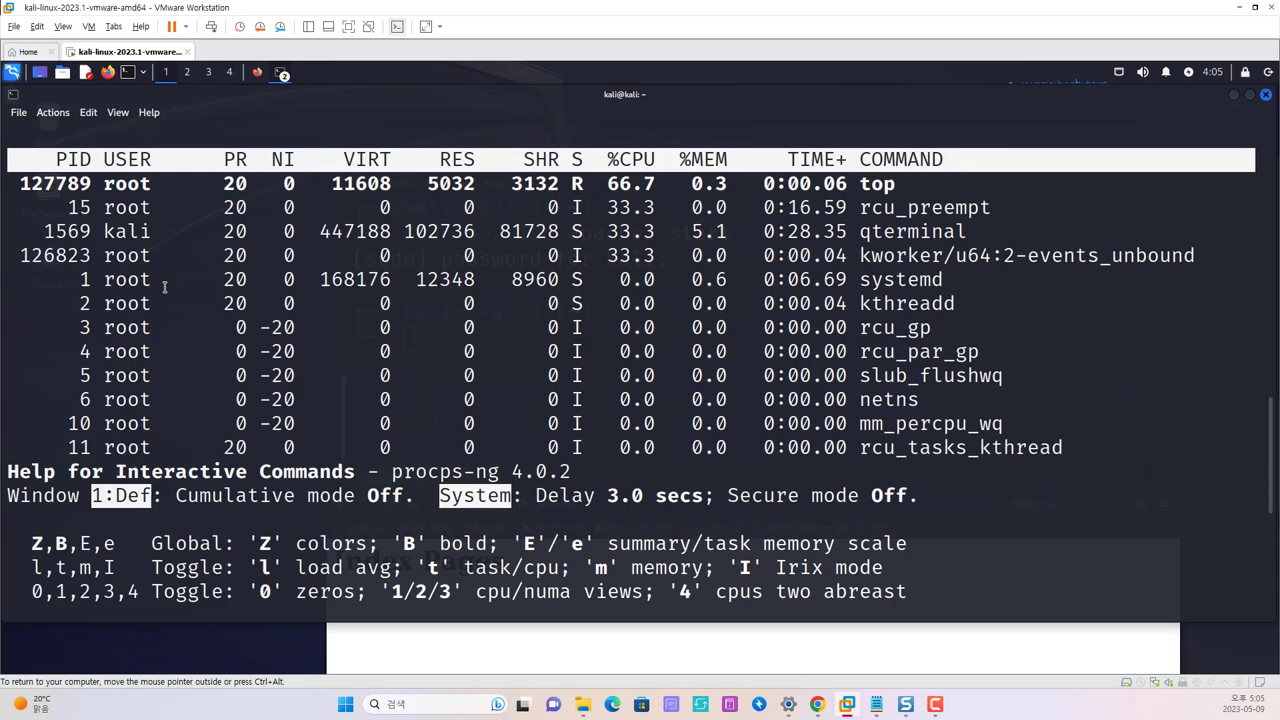 kali-linux-2023.1-vmware-amd64 - VMware Workstation
File Edit View VM Tabs Help
Home kali-linux-2023.1-vmware...
1 2 3 4 2 4:05
kali@kali: ~
File Actions Edit View Help
PID USER PR NI VIRT RES SHR S %CPU %MEM TIME+ COMMAND
127789 root 20 0 11608 5032 3132 R 66.7 0.3 0:00.06 top
15 root 20 0 0 0 0 I 33.3 0.0 0:16.59 rcu_preempt
1569 kali 20 0 447188 102736 81728 S 33.3 5.1 0:28.35 qterminal
126823 root 20 0 0 0 0 I 33.3 0.0 0:00.04 kworker/u64:2-events_unbound
1 root 20 0 168176 12348 8960 S 0.0 0.6 0:06.69 systemd
2 root 20 0 0 0 0 S 0.0 0.0 0:00.04 kthreadd
3 root 0 -20 0 0 0 I 0.0 0.0 0:00.00 rcu_gp
4 root 0 -20 0 0 0 I 0.0 0.0 0:00.00 rcu_par_gp
5 root 0 -20 0 0 0 I 0.0 0.0 0:00.00 slub_flushwq
6 root 0 -20 0 0 0 I 0.0 0.0 0:00.00 netns
10 root 0 -20 0 0 0 I 0.0 0.0 0:00.00 mm_percpu_wq
11 root 20 0 0 0 0 I 0.0 0.0 0:00.00 rcu_tasks_kthread
Help for Interactive Commands - procps-ng 4.0.2
Window 1:Def: Cumulative mode Off. System: Delay 3.0 secs; Secure mode Off.
Z,B,E,e Global: 'Z' colors; 'B' bold; 'E'/'e' summary/task memory scale
l,t,m,I Toggle: 'l' load avg; 't' task/cpu; 'm' memory; 'I' Irix mode
0,1,2,3,4 Toggle: '0' zeros; '1/2/3' cpu/numa views; '4' cpus two abreast
To return to your computer, move the mouse pointer outside or press Ctrl+Alt.
20°C
맑음
검색
오후 5:05
2023-05-09